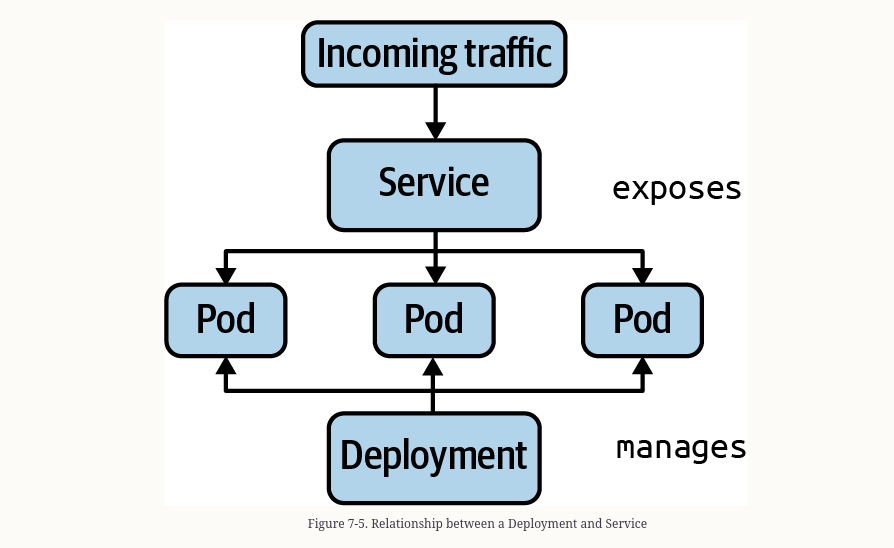 Incoming traffic
Service
exposes
Pod
Pod
Pod
Deployment
manages
Figure 7-5. Relationship between a Deployment and Service